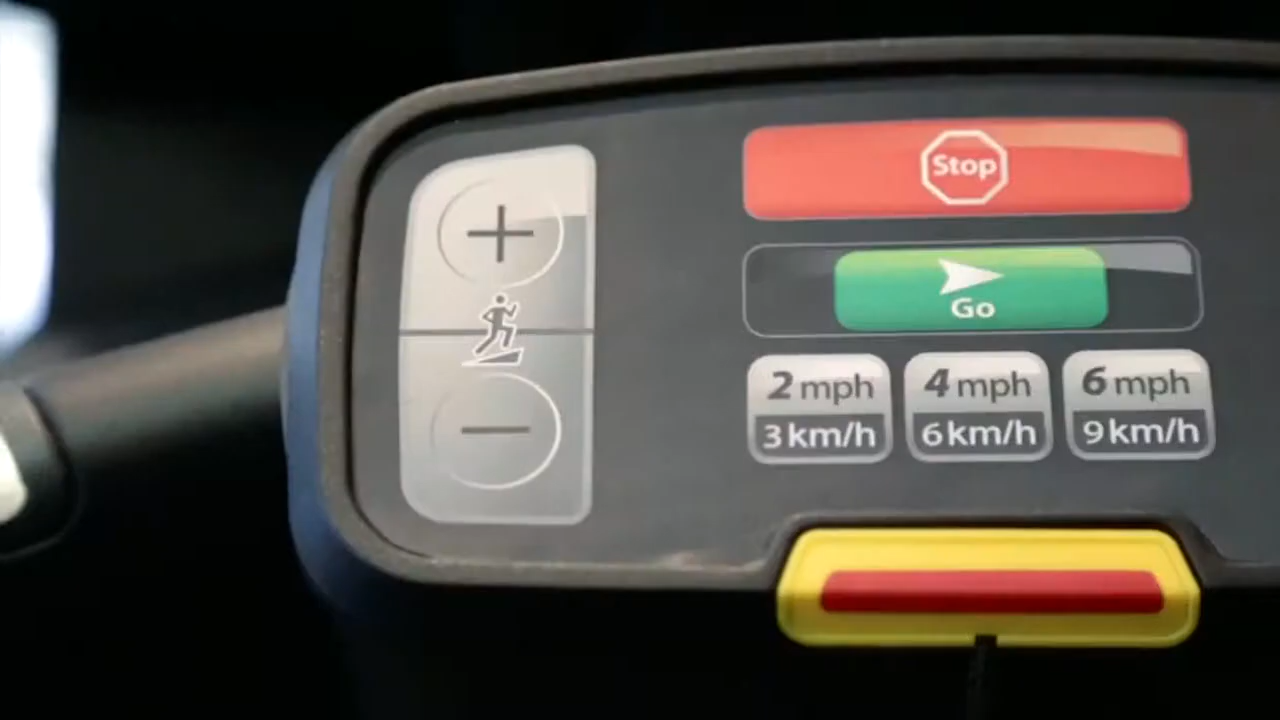 +
Stop
Go
2 mph
3 km/h
4 mph
6 km/h
6 mph
9 km/h
−